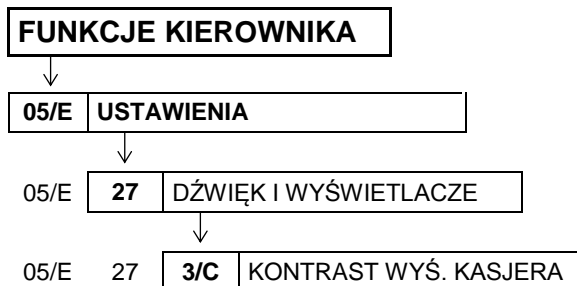 FUNKCJE KIEROWNIKA
05/E USTAWIENIA
05/E 27 DŹWIĘK I WYŚWIETLACZE
05/E 27 3/C KONTRAST WYŚ. KASJERA